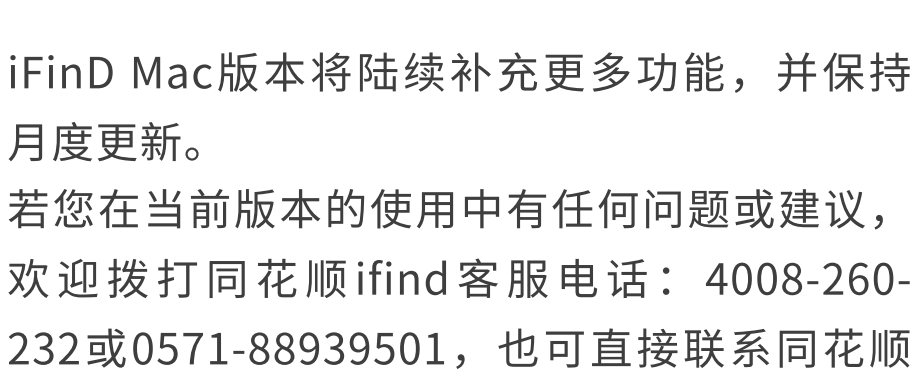 iFinD Mac版本将陆续补充更多功能，并保持
月度更新。
若您在当前版本的使用中有任何问题或建议，
欢迎拨打同花顺ifind客服电话：4008-260-
232或0571-88939501，也可直接联系同花顺